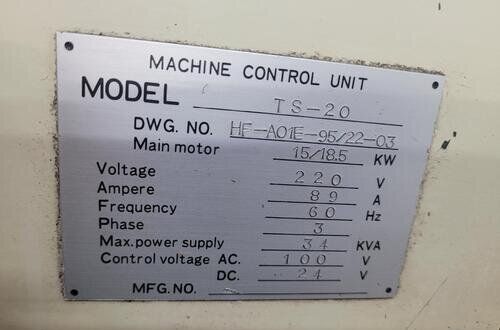 MACHINE CONTROL UNIT
MODEL TS-20
DWG. NO. HF-A01E-95/22-03
Main motor 15/18.5 KW
Voltage 220 V
Ampere 89 A
Frequency 60 Hz
Phase 3
Max. power supply 34 KVA
Control voltage AC. 100 V
DC. 24 V
MFG. NO.